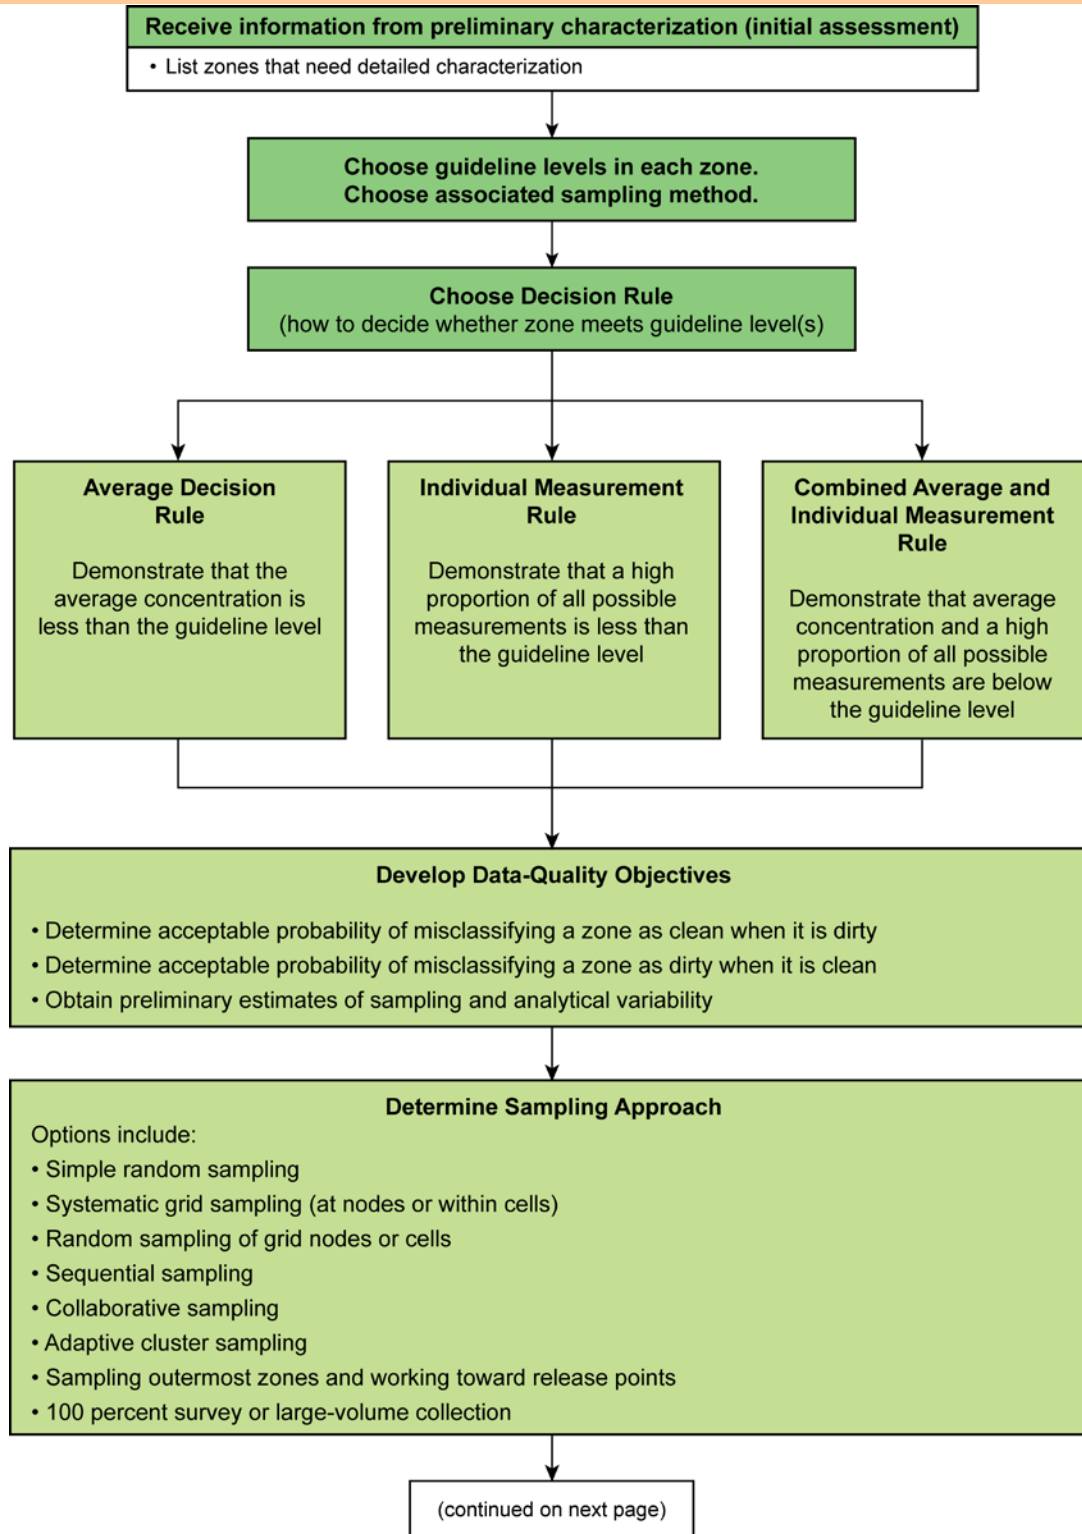 Receive information from preliminary characterization (initial assessment)
• List zones that need detailed characterization
Choose guideline levels in each zone.
Choose associated sampling method.
Choose Decision Rule
(how to decide whether zone meets guideline level(s)
Average Decision
Rule
Demonstrate that the
average concentration is
less than the guideline level
Individual Measurement
Rule
Demonstrate that a high
proportion of all possible
measurements is less than
the guideline level
Combined Average and
Individual Measurement
Rule
Demonstrate that average
concentration and a high
proportion of all possible
measurements are below
the guideline level
Develop Data-Quality Objectives
• Determine acceptable probability of misclassifying a zone as clean when it is dirty
• Determine acceptable probability of misclassifying a zone as dirty when it is clean
• Obtain preliminary estimates of sampling and analytical variability
Determine Sampling Approach
Options include:
• Simple random sampling
• Systematic grid sampling (at nodes or within cells)
• Random sampling of grid nodes or cells
• Sequential sampling
• Collaborative sampling
• Adaptive cluster sampling
• Sampling outermost zones and working toward release points
• 100 percent survey or large-volume collection
(continued on next page)